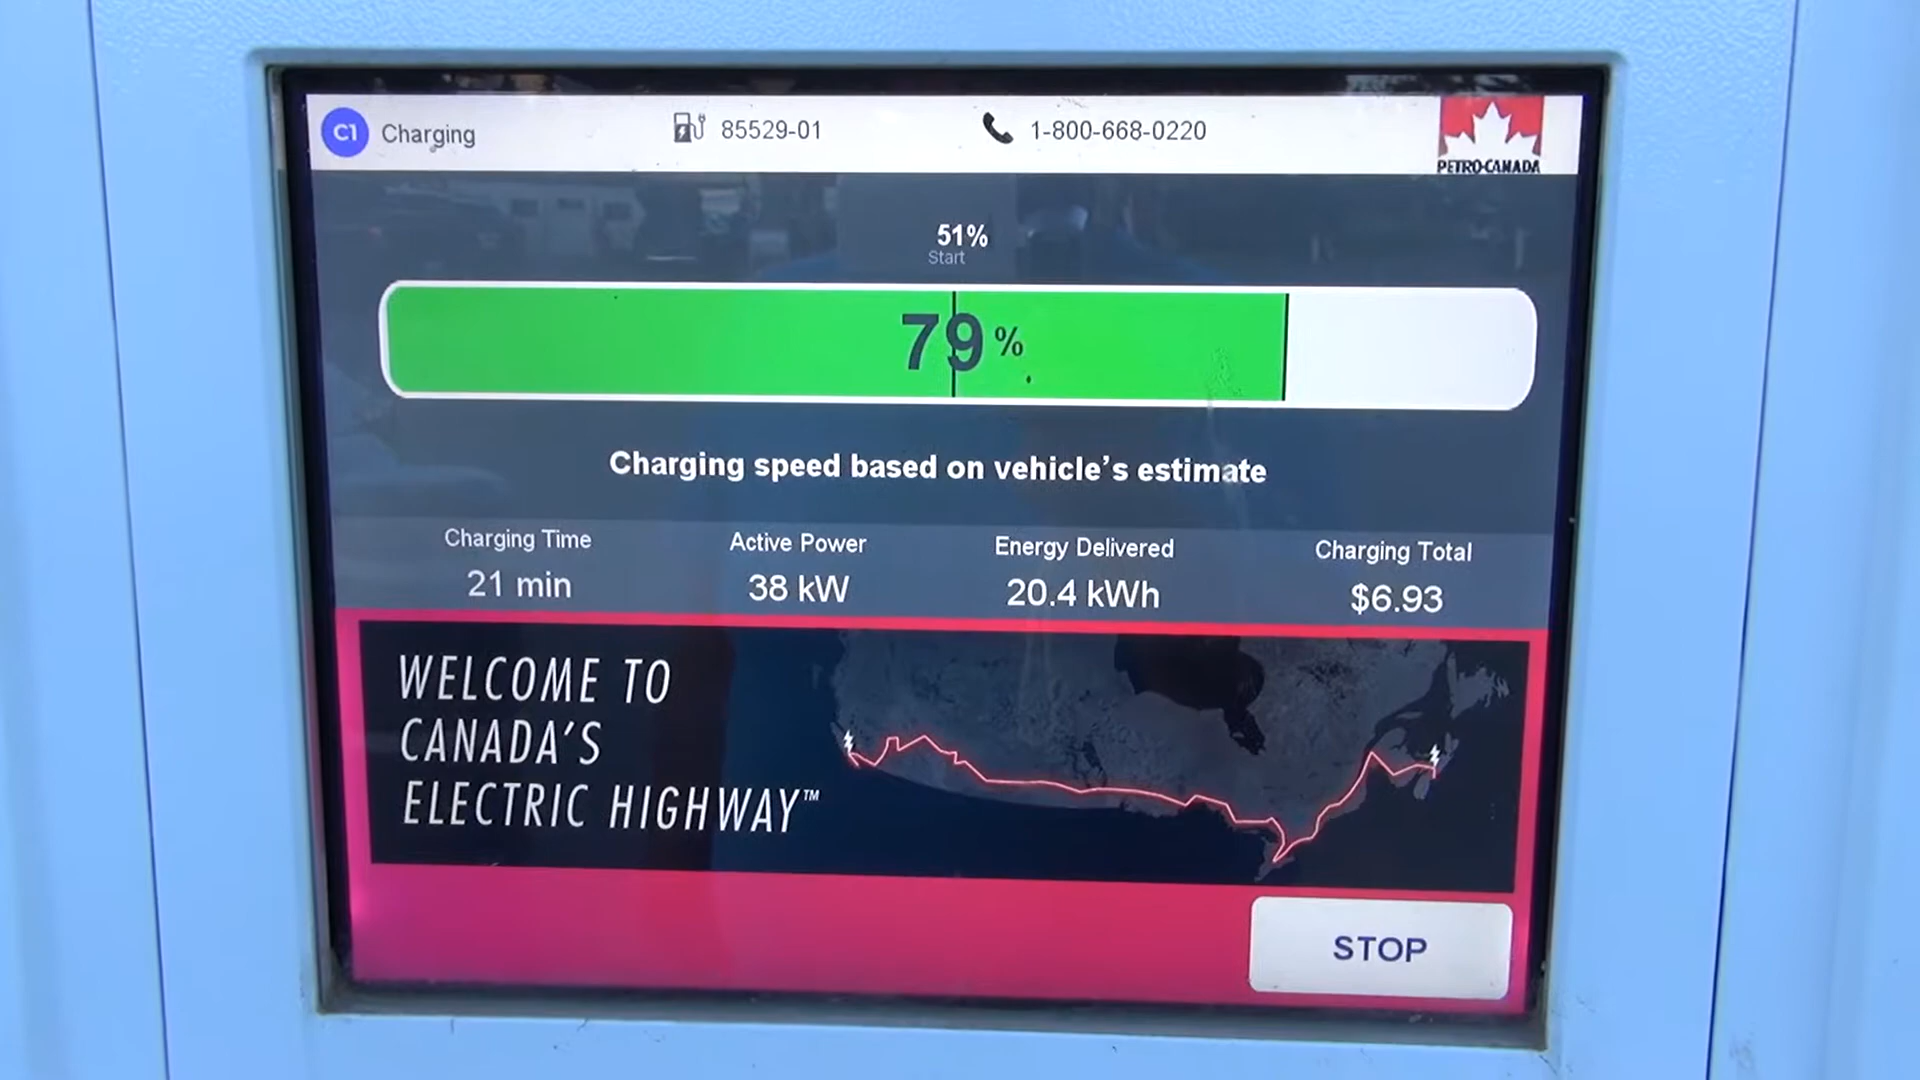 C1 Charging 85529-01 1-800-668-0220
PETRO-CANADA
51%
Start
79%
Charging speed based on vehicle's estimate
Charging Time Active Power Energy Delivered Charging Total
21 min 38 kW 20.4 kWh $6.93
WELCOME TO
CANADA'S
ELECTRIC HIGHWAY™
STOP